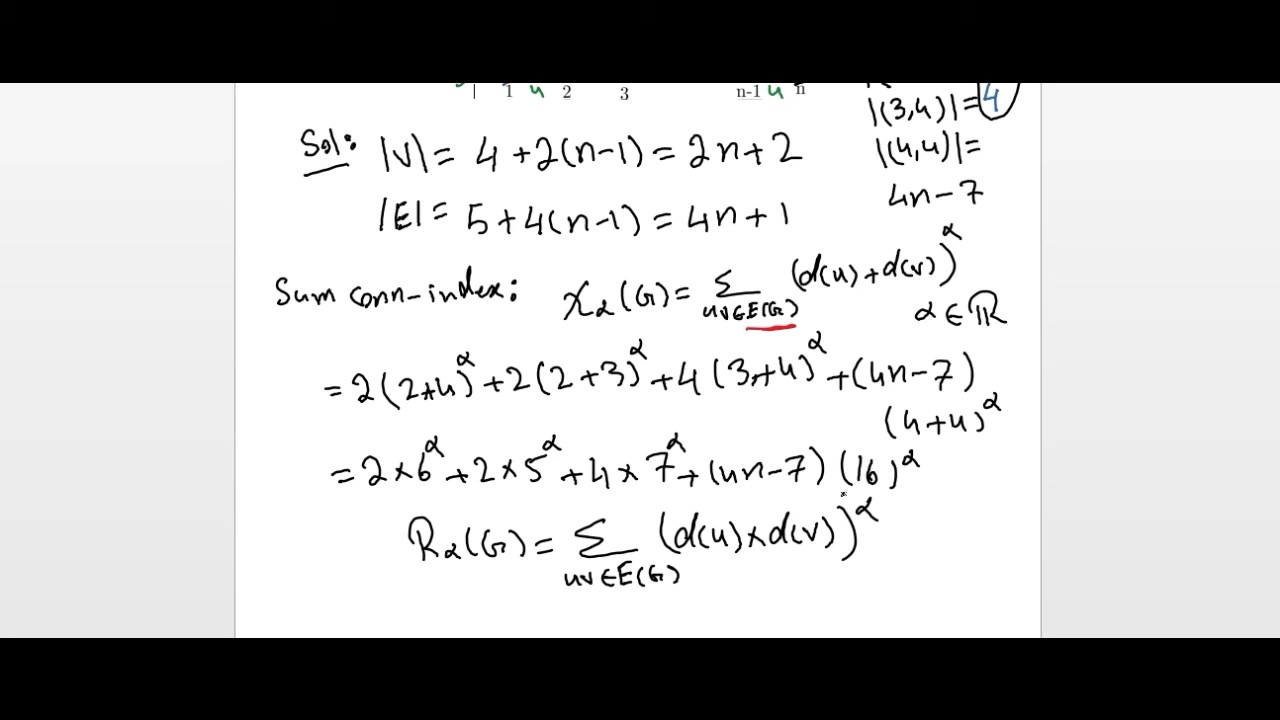 1 u 2 3 n-1 u n
|(3,4)| = 4
Sol: |V| = 4 + 2(n-1) = 2n + 2
|(4,4)| =
4n - 7
|E| = 5 + 4(n-1) = 4n + 1
Sum conn-index: χ_α(G) = Σ_{uv∈E(G)} (d(u) + d(v))^α
α ∈ ℝ
= 2(2+4)^α + 2(2+3)^α + 4(3+4)^α + (4n-7)
(4+4)^α
= 2×6^α + 2×5^α + 4×7^α + (4n-7)(16)^α
R_α(G) = Σ_{uv∈E(G)} (d(u)×d(v))^α